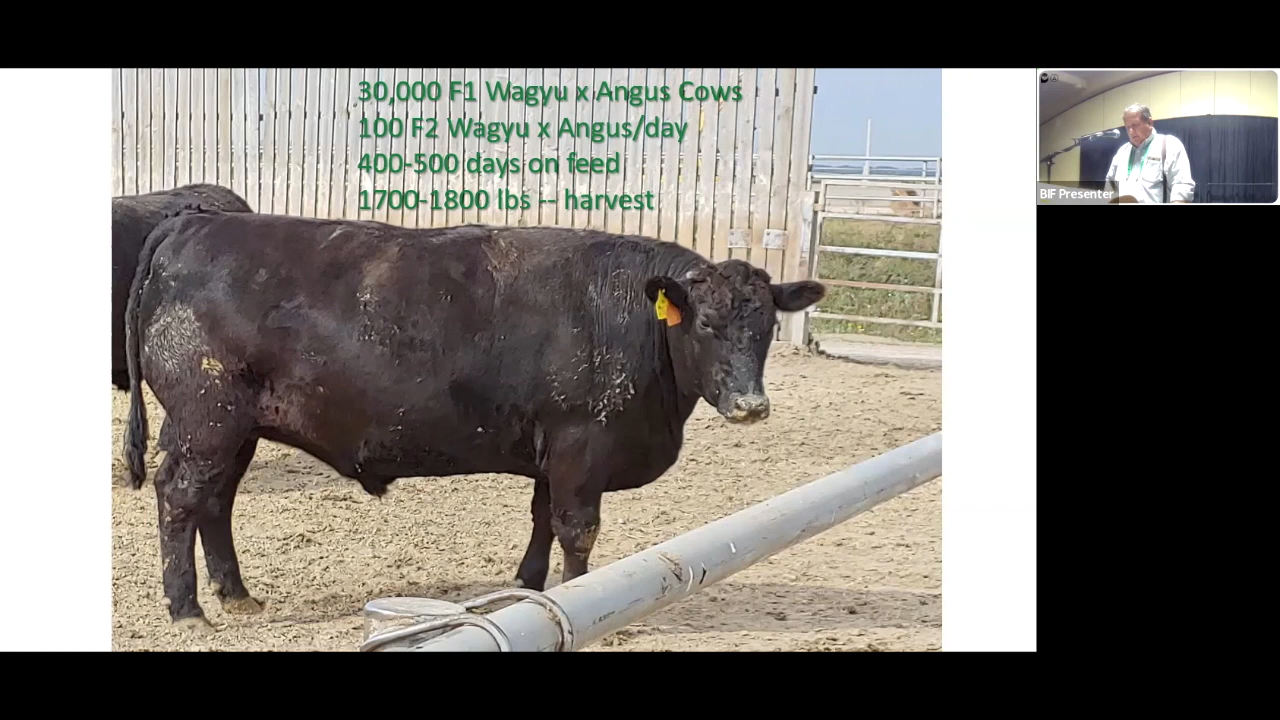 30,000 F1 Wagyu x Angus Cows
100 F2 Wagyu x Angus/day
400-500 days on feed
1700-1800 lbs -- harvest
BIF Presenter